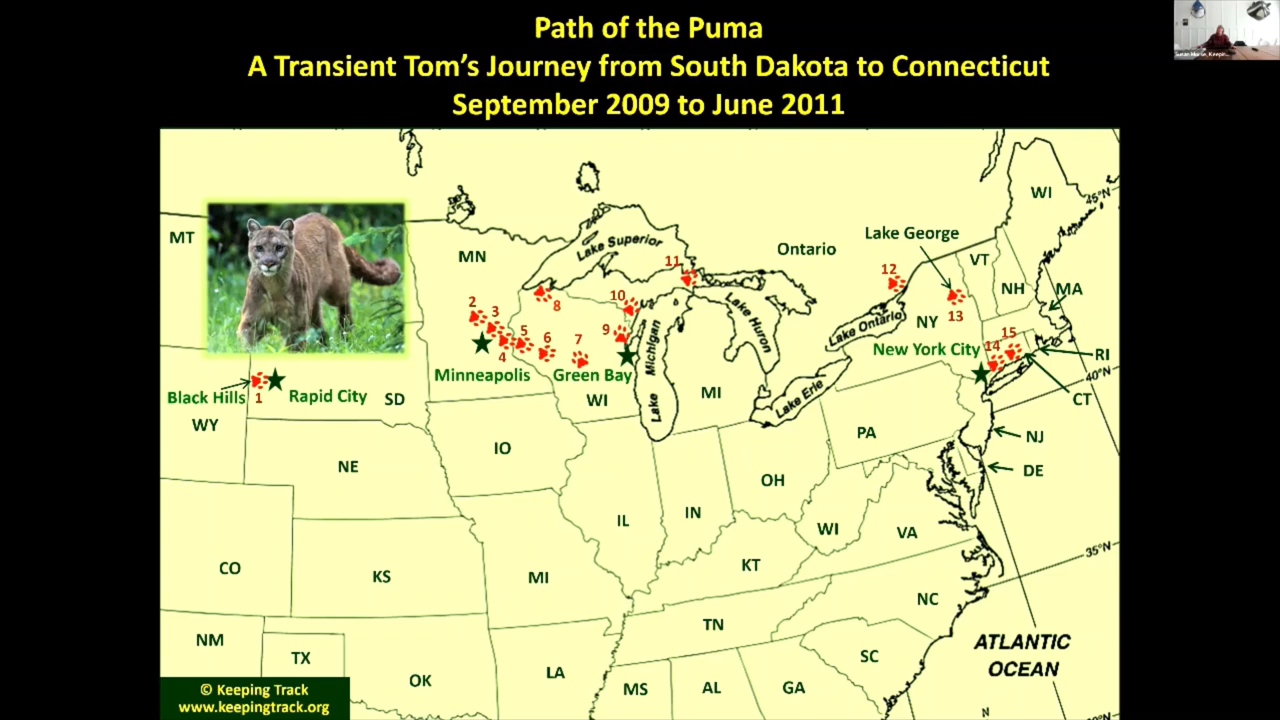 Path of the Puma
A Transient Tom's Journey from South Dakota to Connecticut
September 2009 to June 2011
WI
45°N
Lake George
MT
Ontario
Lake Superior
MN
VT
11
12
NH
MA
10
8
2
3
13
Lake Huron
Lake Ontario
NY
5
6
7
9
15
14
4
Lake Michigan
New York City
RI
Minneapolis
Green Bay
40°N
Black Hills
1
Rapid City
SD
WI
MI
Lake Erie
CT
WY
PA
NJ
IO
NE
DE
OH
IN
IL
WI
VA
35°N
KT
CO
KS
MI
NC
TN
NM
ATLANTIC
OCEAN
TX
SC
LA
OK
MS
AL
GA
© Keeping Track
www.keepingtrack.org
N